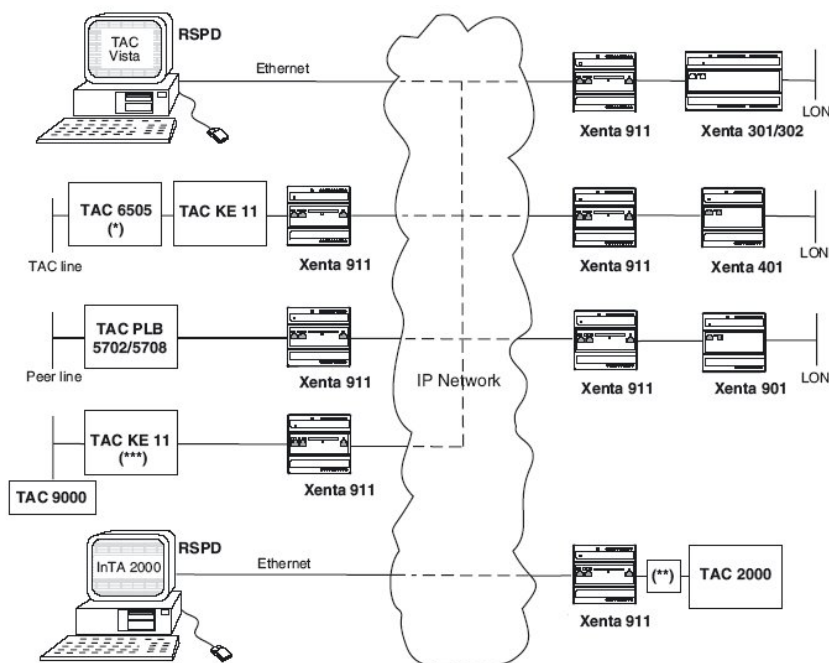 TAC
Vista
RSPD
Ethernet
Xenta 911
Xenta 301/302
LON
TAC 6505
(*)
TAC KE 11
TAC line
Xenta 911
Xenta 911
Xenta 401
LON
TAC PLB
5702/5708
Peer line
Xenta 911
IP Network
Xenta 911
Xenta 901
LON
TAC KE 11
(***)
TAC 9000
Xenta 911
InTA 2000
RSPD
Ethernet
Xenta 911
(**)
TAC 2000